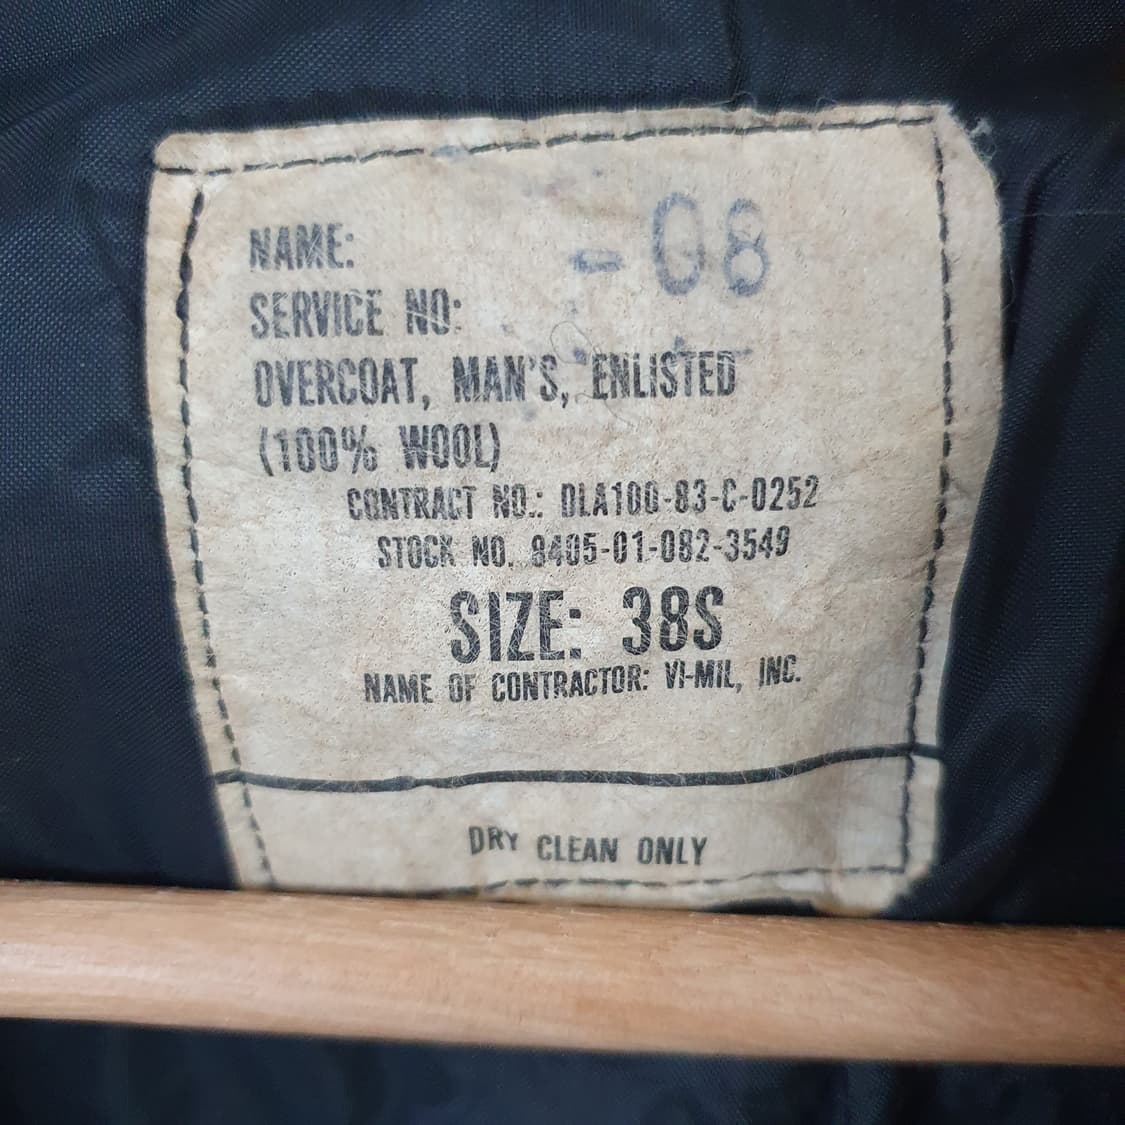 NAME:
- 08
SERVICE NO:
OVERCOAT, MAN'S, ENLISTED
(100% WOOL)
CONTRACT NO.: DLA100-83-C-0252
STOCK NO. 8405-01-082-3549
SIZE: 38S
NAME OF CONTRACTOR: VI-MIL, INC.
DRY CLEAN ONLY